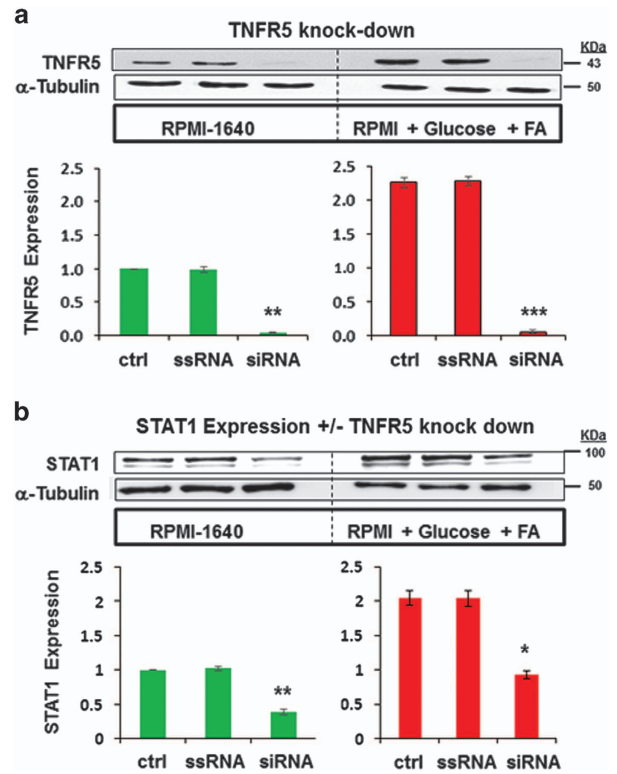 a
TNFR5 knock-down
KDa
TNFR5
43
α-Tubulin
50
RPMI-1640
RPMI + Glucose + FA
TNFR5 Expression
2.5
2.0
1.5
1.0
0.5
0.0
**
ctrl ssRNA siRNA
2.5
2.0
1.5
1.0
0.5
0.0
***
ctrl ssRNA siRNA
b
STAT1 Expression +/- TNFR5 knock down
KDa
100
STAT1
α-Tubulin
50
RPMI-1640
RPMI + Glucose + FA
STAT1 Expression
2.5
2
1.5
1
0.5
0
**
ctrl ssRNA siRNA
2.5
2
1.5
1
0.5
0
*
ctrl ssRNA siRNA